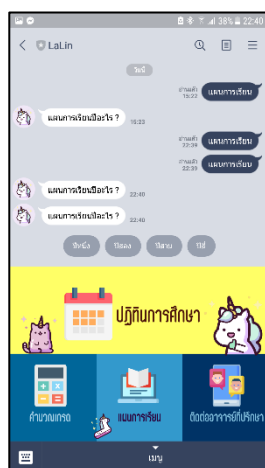 38% 22:40
LaLin
วันนี้
อ่านแล้ว
15:23 แผนการเรียน
แผนการเรียนปีอะไร ? 15:23
อ่านแล้ว
22:39 แผนการเรียน
อ่านแล้ว
22:39 แผนการเรียน
แผนการเรียนปีอะไร ? 22:40
แผนการเรียนปีอะไร ? 22:40
ปีหนึ่ง ปีสอง ปีสาม ปีสี่
ปฏิทินการศึกษา
คำนวณเกรด แผนการเรียน ติดต่ออาจารย์ที่ปรึกษา
เมนู